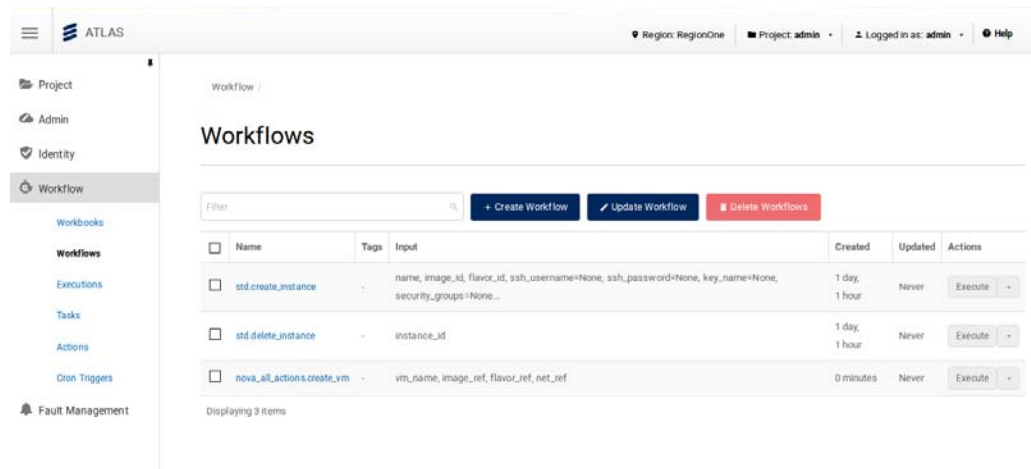 ATLAS
Region: RegionOne
Project: admin
Logged in as: admin
Help
Project
Admin
Identity
Workflow
Workbooks
Workflows
Executions
Tasks
Actions
Cron Triggers
Fault Management
Workflow /
Workflows
Filter
+ Create Workflow
Update Workflow
Delete Workflows
Name Tags Input Created Updated Actions
std.create_instance - name, image_id, flavor_id, ssh_username=None, ssh_password=None, key_name=None, 1 day, Never Execute
security_groups=None... 1 hour
std.delete_instance - instance_id 1 day, Never Execute
1 hour
nova_all_actions.create_vm - vm_name, image_ref, flavor_ref, net_ref 0 minutes Never Execute
Displaying 3 items